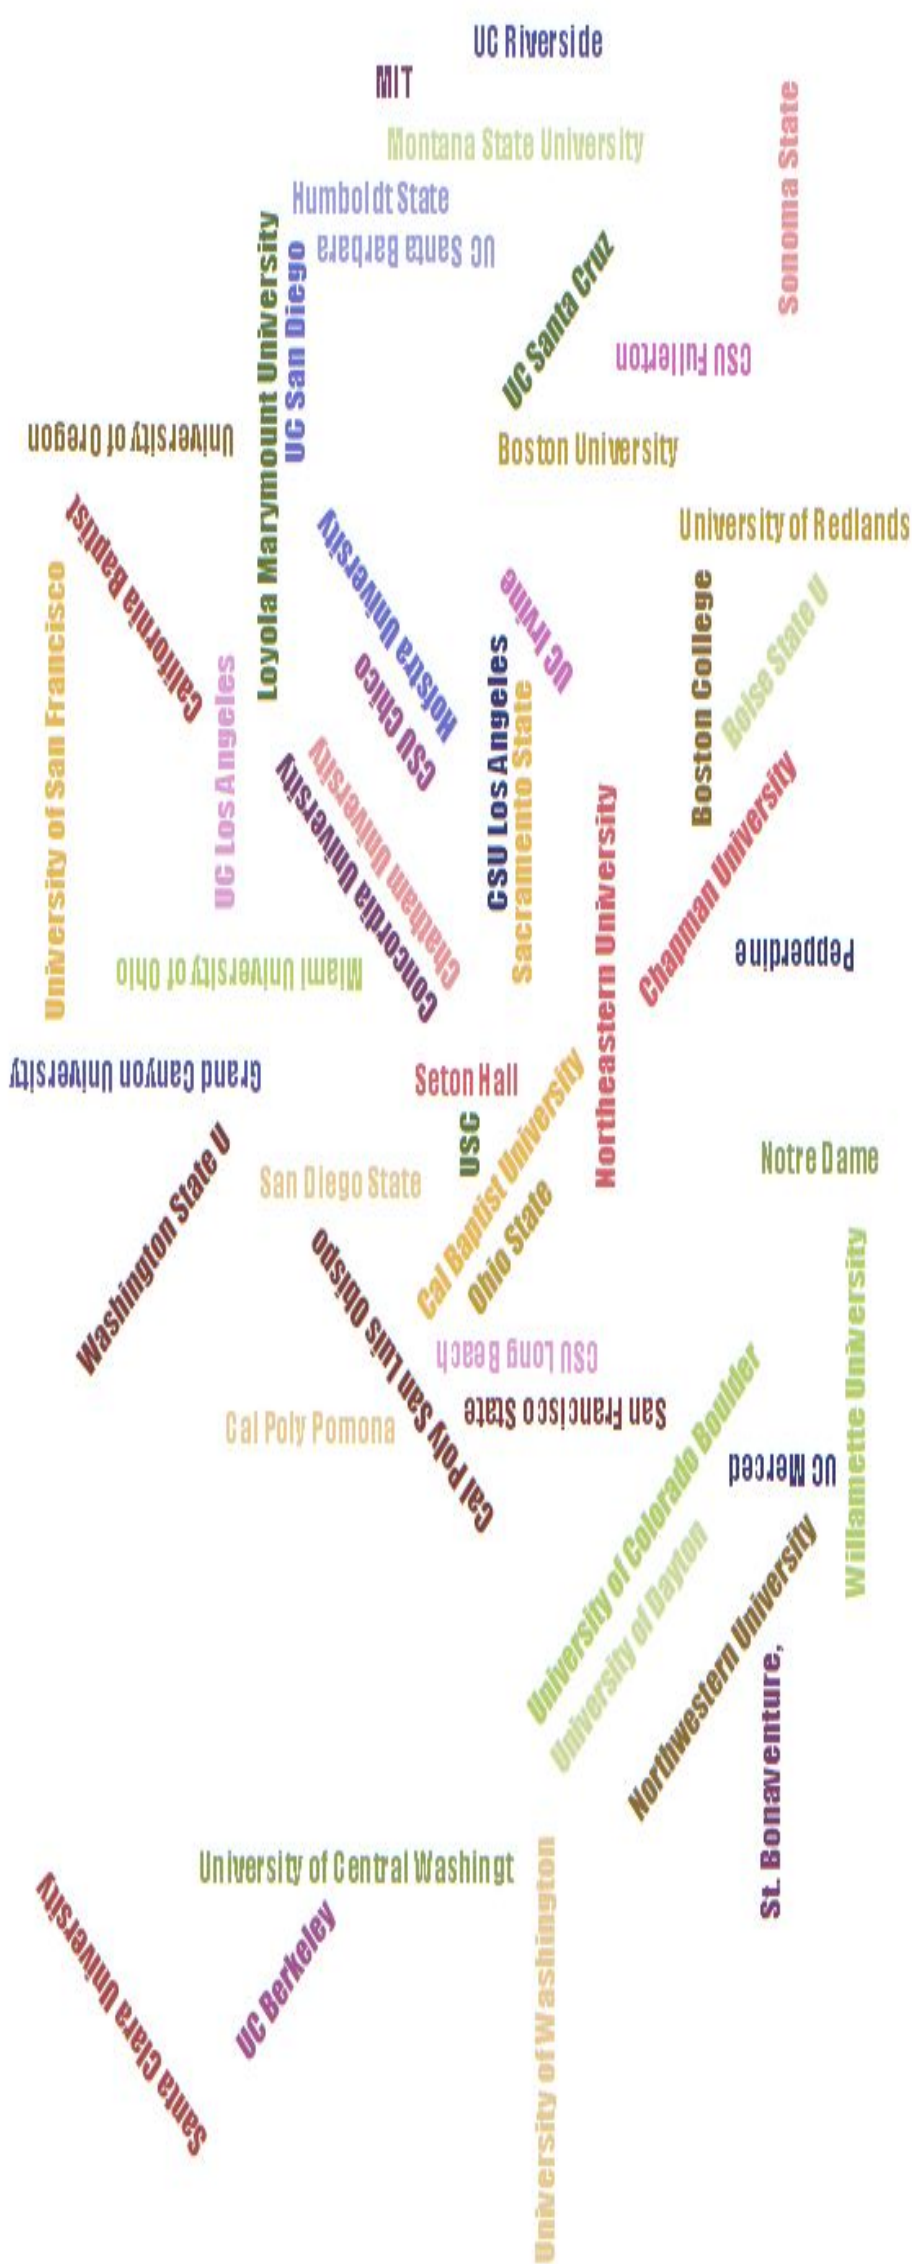 UC Riverside
MIT
Sonoma State
Montana State University
Humboldt State
Loyola Marymount University
UC Santa Barbara
UC San Diego
UC Santa Cruz
CSU Fullerton
University of Oregon
Boston University
California Baptist
Hofstra University
University of Redlands
University of San Francisco
UC Irvine
Boston College
Boise State U
CSU Los Angeles
UC Los Angeles
CSU Chico
Sacramento State
Chatham University
Concordia University
Chapman University
Northeastern University
Pepperdine
Miami University of Ohio
Grand Canyon University
Seton Hall
Cal Baptist University
USC
Washington State U
San Diego State
Notre Dame
Ohio State
Cal Poly San Luis Obispo
Willamette University
CSU Long Beach
University of Colorado Boulder
San Francisco State
Cal Poly Pomona
UC Merced
University of Dayton
Northwestern University
St. Bonaventure,
University of Washington
University of Central Washingt
Santa Clara University
UC Berkeley